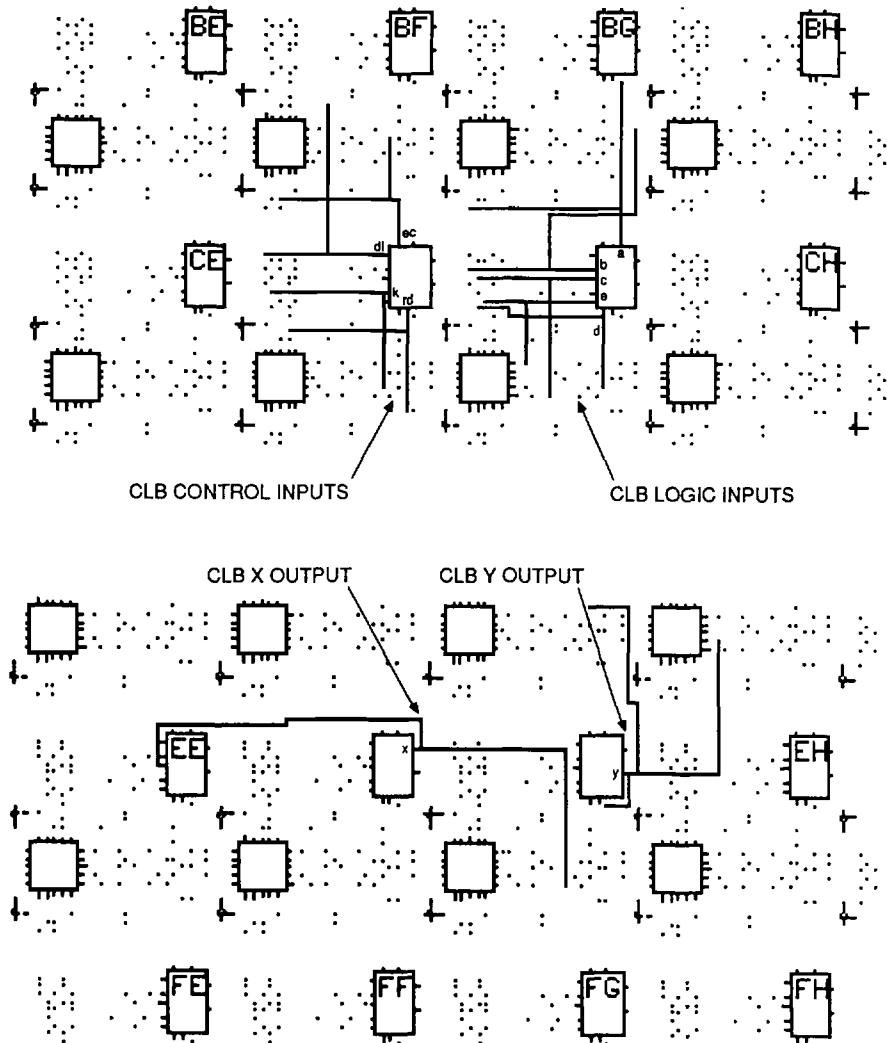 BE BF BG BH
ec
di a
CE b CH
c
k e
rd
d
CLB CONTROL INPUTS CLB LOGIC INPUTS
CLB X OUTPUT CLB Y OUTPUT
EE x EH
y
FE FF FG FH